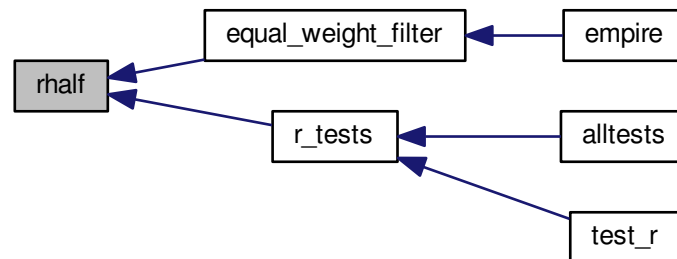 equal_weight_filter
empire
rhalf
r_tests
alltests
test_r